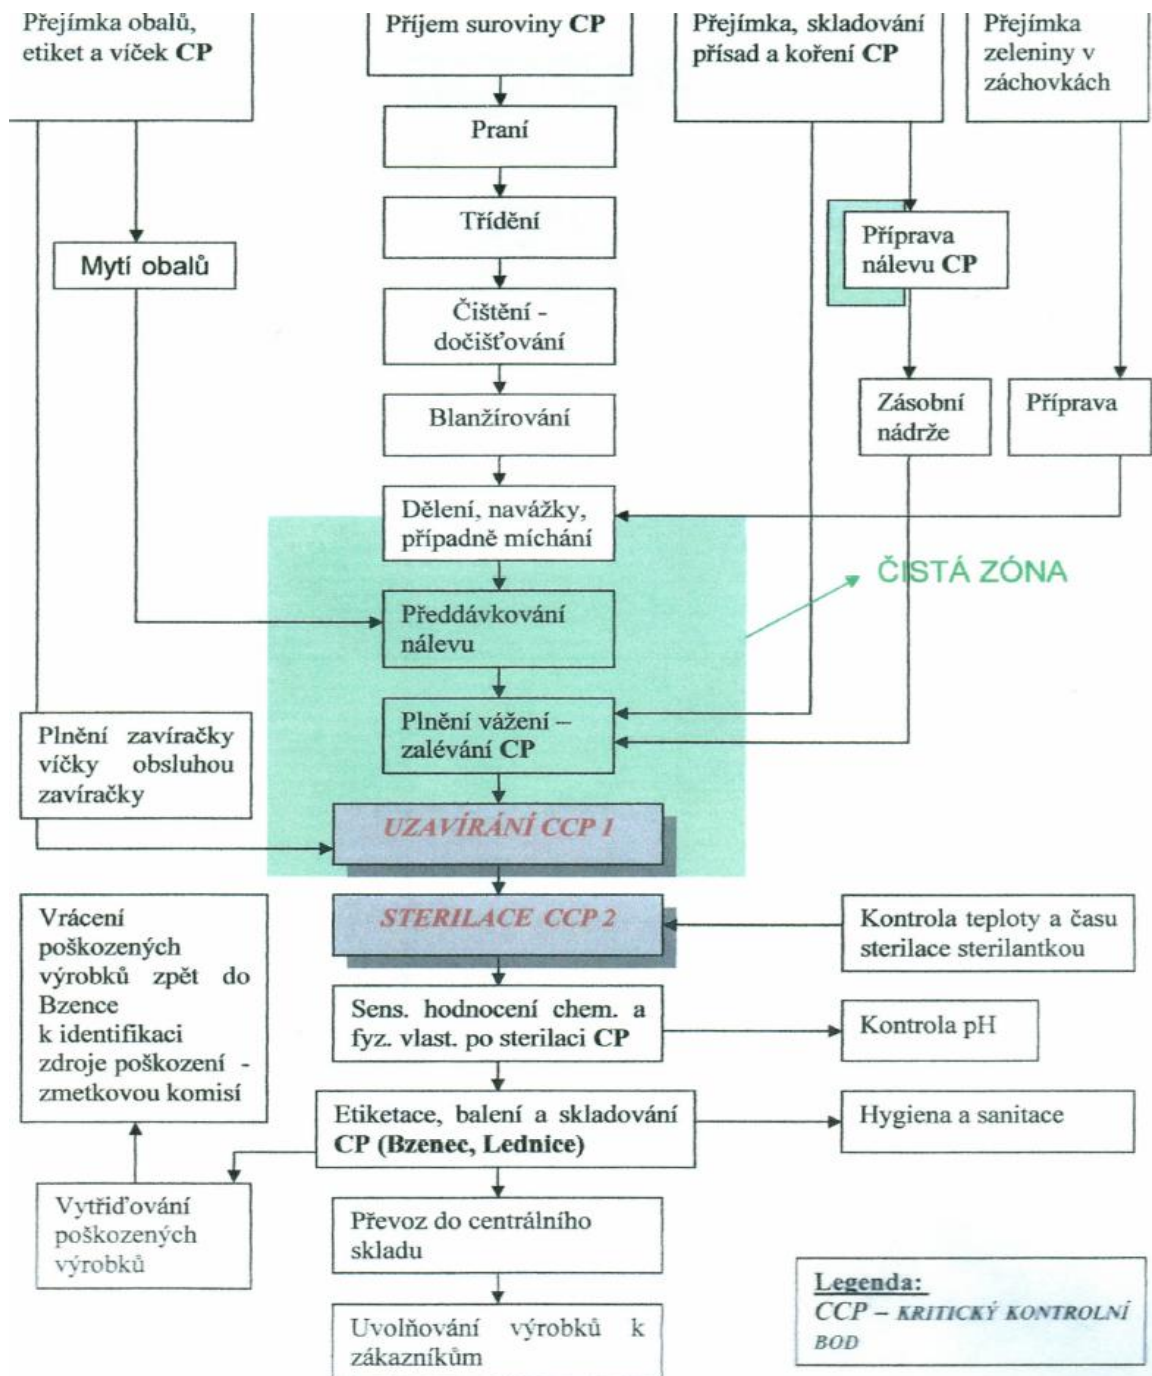 Přejímka obalů,
etiket a víček CP
Příjem suroviny CP
Přejímka, skladování
přísad a koření CP
Přejímka
zeleniny v
záchovkách
Praní
Třídění
Mytí obalů
Příprava
nálevu CP
Čištění -
dočišťování
Blanžírování
Zásobní
nádrže
Příprava
Dělení, navážky,
případně míchání
ČISTÁ ZÓNA
Předdávkování
nálevu
Plnění vážení –
zalévání CP
Plnění zavíračky
víčky obsluhou
zavíračky
UZAVÍRÁNÍ CCP 1
STERILACE CCP 2
Kontrola teploty a času
sterilace sterilantkou
Vrácení
poškozených
výrobků zpět do
Bzence
k identifikaci
zdroje poškození -
zmetkovou komisí
Sens. hodnocení chem. a
fyz. vlast. po sterilaci CP
Kontrola pH
Etiketace, balení a skladování
CP (Bzenec, Lednice)
Hygiena a sanitace
Vytřiďování
poškozených
výrobků
Převoz do centrálního
skladu
Uvolňování výrobků k
zákazníkům
Legenda:
CCP – KRITICKÝ KONTROLNÍ
BOD